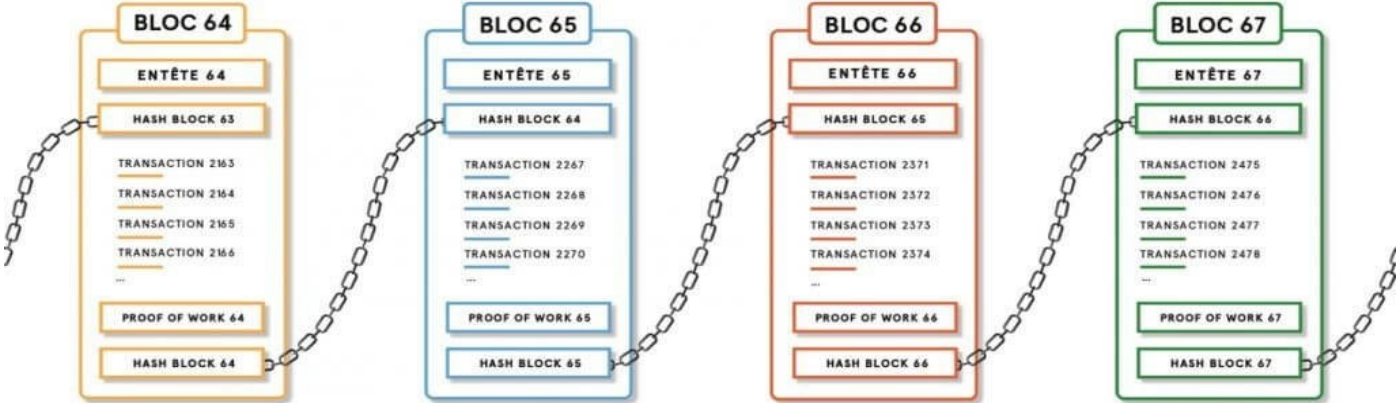 BLOC 64
ENTÊTE 64
HASH BLOCK 63
TRANSACTION 2163
TRANSACTION 2164
TRANSACTION 2165
TRANSACTION 2166
...
PROOF OF WORK 64
HASH BLOCK 64
BLOC 65
ENTÊTE 65
HASH BLOCK 64
TRANSACTION 2267
TRANSACTION 2268
TRANSACTION 2269
TRANSACTION 2270
...
PROOF OF WORK 65
HASH BLOCK 65
BLOC 66
ENTÊTE 66
HASH BLOCK 65
TRANSACTION 2371
TRANSACTION 2372
TRANSACTION 2373
TRANSACTION 2374
...
PROOF OF WORK 66
HASH BLOCK 66
BLOC 67
ENTÊTE 67
HASH BLOCK 66
TRANSACTION 2475
TRANSACTION 2476
TRANSACTION 2477
TRANSACTION 2478
...
PROOF OF WORK 67
HASH BLOCK 67